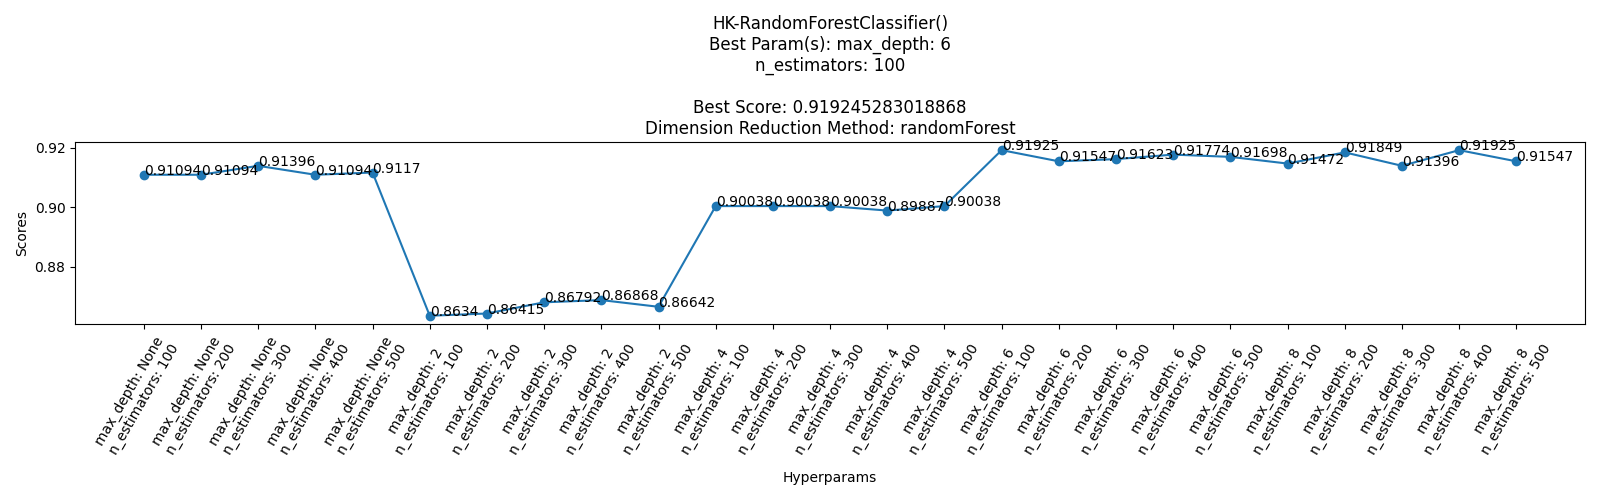 HK-RandomForestClassifier()
Best Param(s): max_depth: 6
n_estimators: 100
Best Score: 0.919245283018868
Dimension Reduction Method: randomForest
Scores
0.92
0.90
0.88
0.91094
0.91094
0.91396
0.91094
0.9117
0.8634
0.86415
0.86792
0.86868
0.86642
0.90038
0.90038
0.90038
0.89887
0.90038
0.91925
0.91547
0.91623
0.91774
0.91698
0.91472
0.91849
0.91396
0.91925
0.91547
max_depth: None
n_estimators: 100
max_depth: None
n_estimators: 200
max_depth: None
n_estimators: 300
max_depth: None
n_estimators: 400
max_depth: None
n_estimators: 500
max_depth: 2
n_estimators: 100
max_depth: 2
n_estimators: 200
max_depth: 2
n_estimators: 300
max_depth: 2
n_estimators: 400
max_depth: 2
n_estimators: 500
max_depth: 4
n_estimators: 100
max_depth: 4
n_estimators: 200
max_depth: 4
n_estimators: 300
max_depth: 4
n_estimators: 400
max_depth: 4
n_estimators: 500
max_depth: 6
n_estimators: 100
max_depth: 6
n_estimators: 200
max_depth: 6
n_estimators: 300
max_depth: 6
n_estimators: 400
max_depth: 6
n_estimators: 500
max_depth: 8
n_estimators: 100
max_depth: 8
n_estimators: 200
max_depth: 8
n_estimators: 300
max_depth: 8
n_estimators: 400
max_depth: 8
n_estimators: 500
Hyperparams